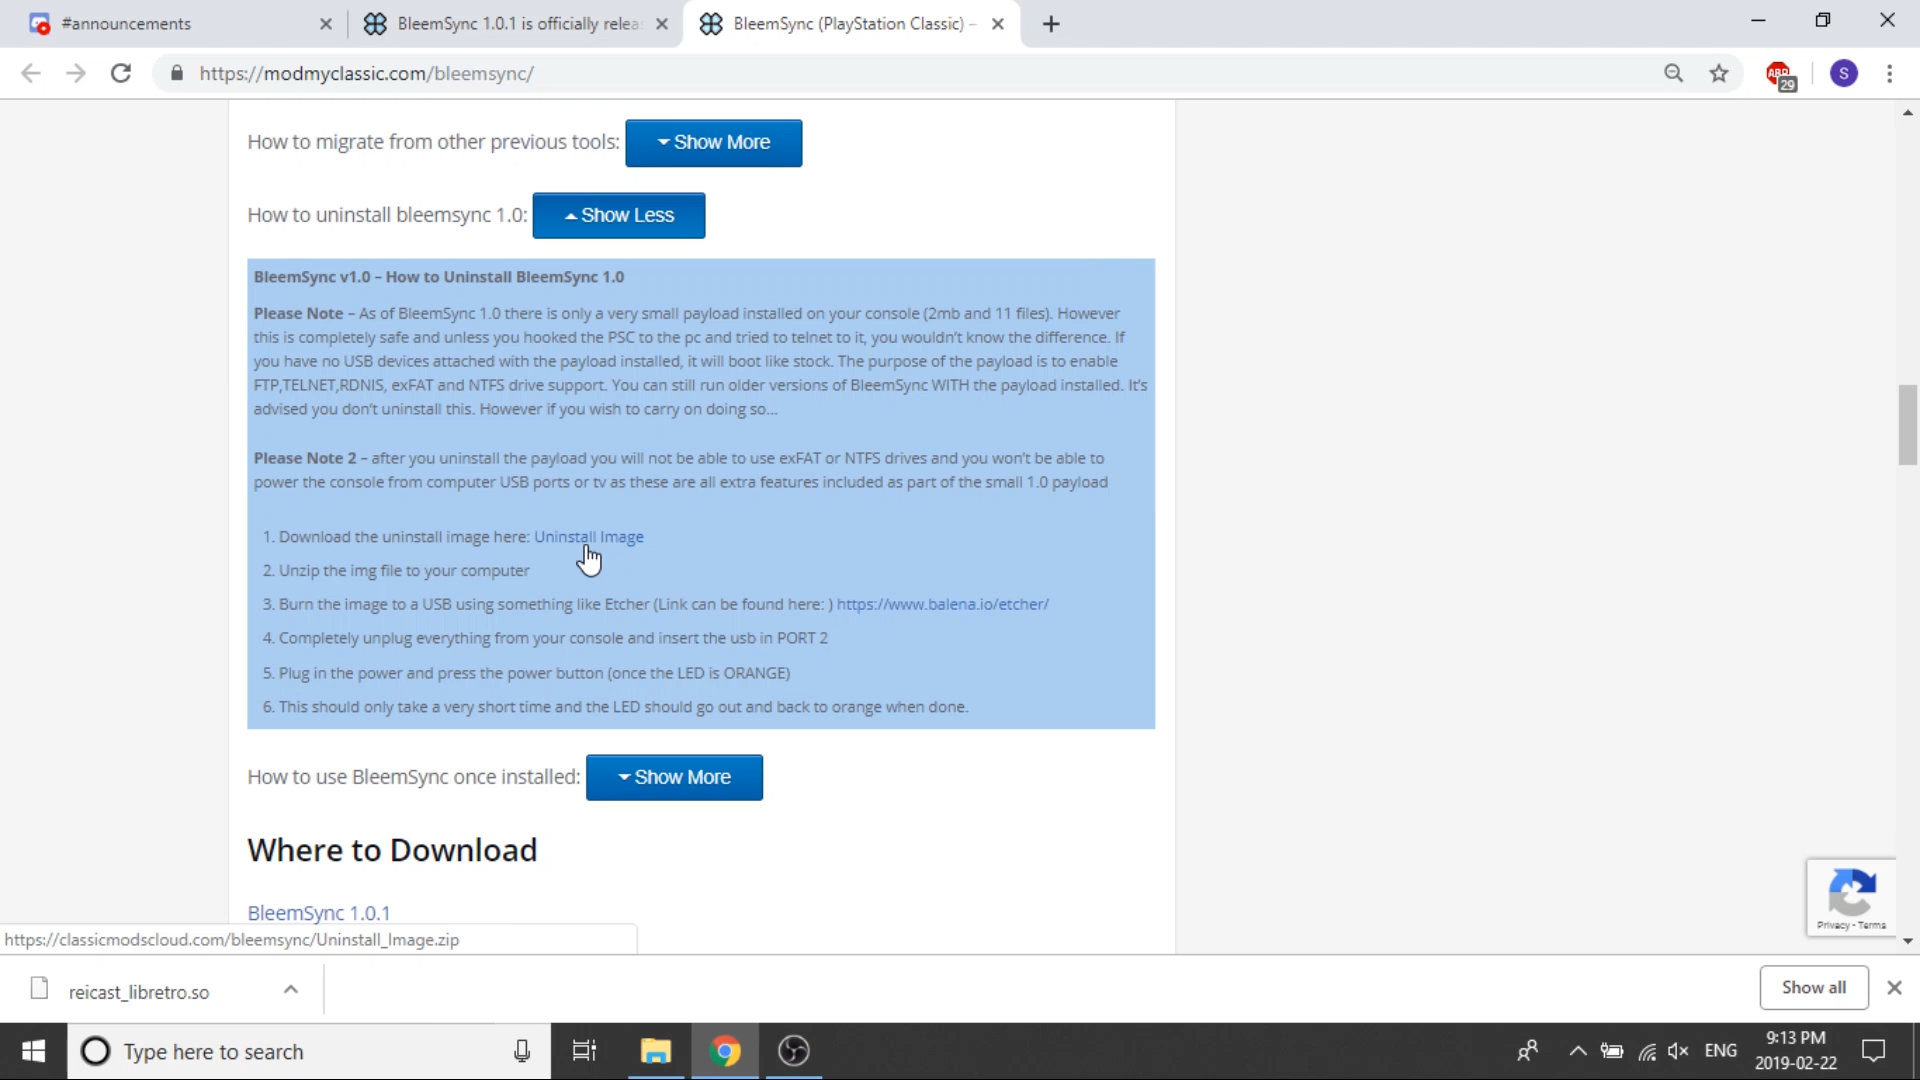 #announcements
BleemSync 1.0.1 is officially relea
BleemSync (PlayStation Classic) –
https://modmyclassic.com/bleemsync/
ABP
29
S
How to migrate from other previous tools:
Show More
How to uninstall bleemsync 1.0:
Show Less
BleemSync v1.0 – How to Uninstall BleemSync 1.0
Please Note – As of BleemSync 1.0 there is only a very small payload installed on your console (2mb and 11 files). However
this is completely safe and unless you hooked the PSC to the pc and tried to telnet to it, you wouldn't know the difference. If
you have no USB devices attached with the payload installed, it will boot like stock. The purpose of the payload is to enable
FTP,TELNET,RDNIS, exFAT and NTFS drive support. You can still run older versions of BleemSync WITH the payload installed. It's
advised you don't uninstall this. However if you wish to carry on doing so...
Please Note 2 – after you uninstall the payload you will not be able to use exFAT or NTFS drives and you won't be able to
power the console from computer USB ports or tv as these are all extra features included as part of the small 1.0 payload
1. Download the uninstall image here: Uninstall Image
2. Unzip the img file to your computer
3. Burn the image to a USB using something like Etcher (Link can be found here: ) https://www.balena.io/etcher/
4. Completely unplug everything from your console and insert the usb in PORT 2
5. Plug in the power and press the power button (once the LED is ORANGE)
6. This should only take a very short time and the LED should go out and back to orange when done.
How to use BleemSync once installed:
Show More
Where to Download
BleemSync 1.0.1
Privacy - Terms
https://classicmodscloud.com/bleemsync/Uninstall_Image.zip
reicast_libretro.so
Show all
Type here to search
ENG
9:13 PM
2019-02-22